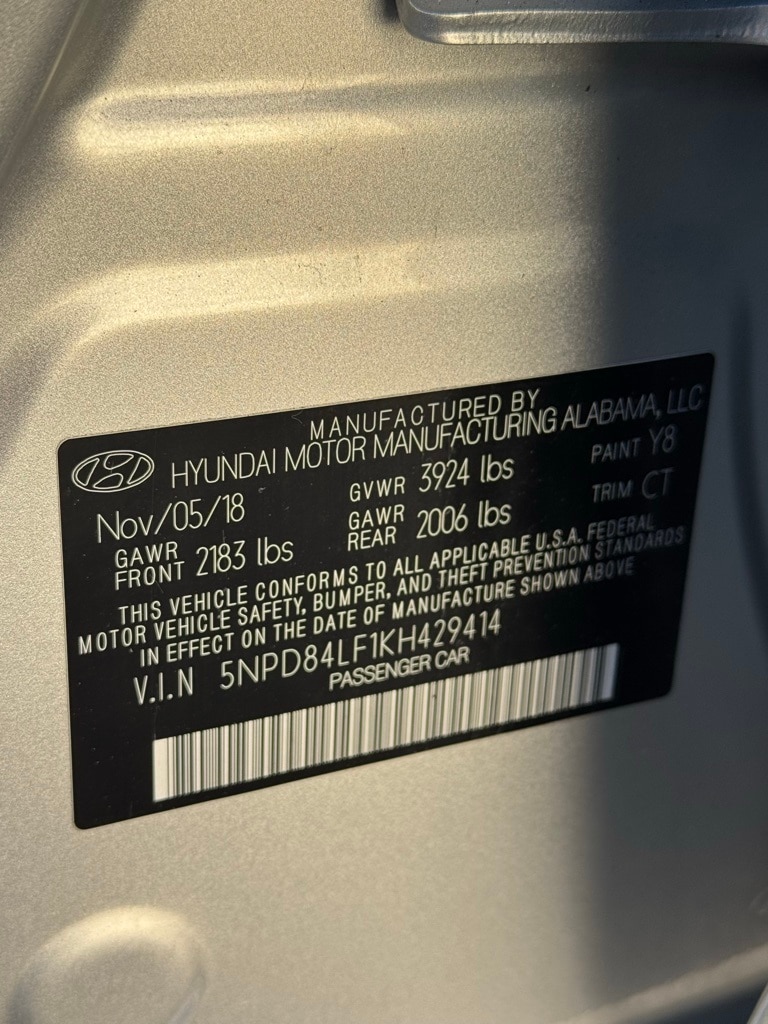 MANUFACTURED BY
HYUNDAI MOTOR MANUFACTURING ALABAMA, LLC
Nov/05/18 GVWR 3924 lbs PAINT Y8
GAWR FRONT 2183 lbs GAWR REAR 2006 lbs TRIM CT
THIS VEHICLE CONFORMS TO ALL APPLICABLE U.S.A. FEDERAL
MOTOR VEHICLE SAFETY, BUMPER, AND THEFT PREVENTION STANDARDS
IN EFFECT ON THE DATE OF MANUFACTURE SHOWN ABOVE
V.I.N 5NPD84LF1KH429414
PASSENGER CAR